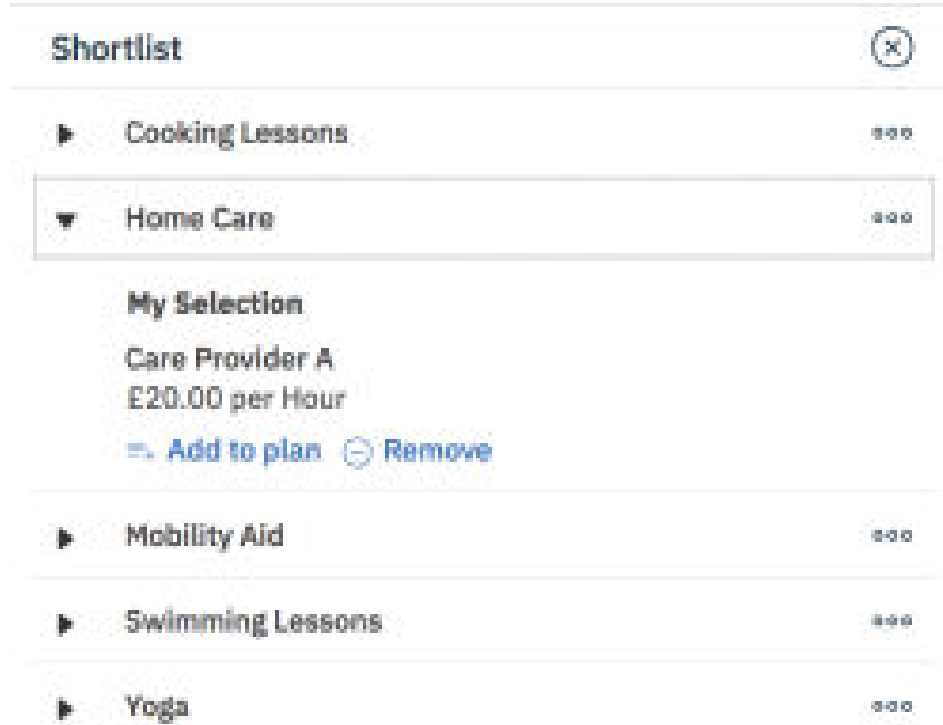 Shortlist
Cooking Lessons
Home Care
My Selection
Care Provider A
£20.00 per Hour
Add to plan Remove
Mobility Aid
Swimming Lessons
Yoga